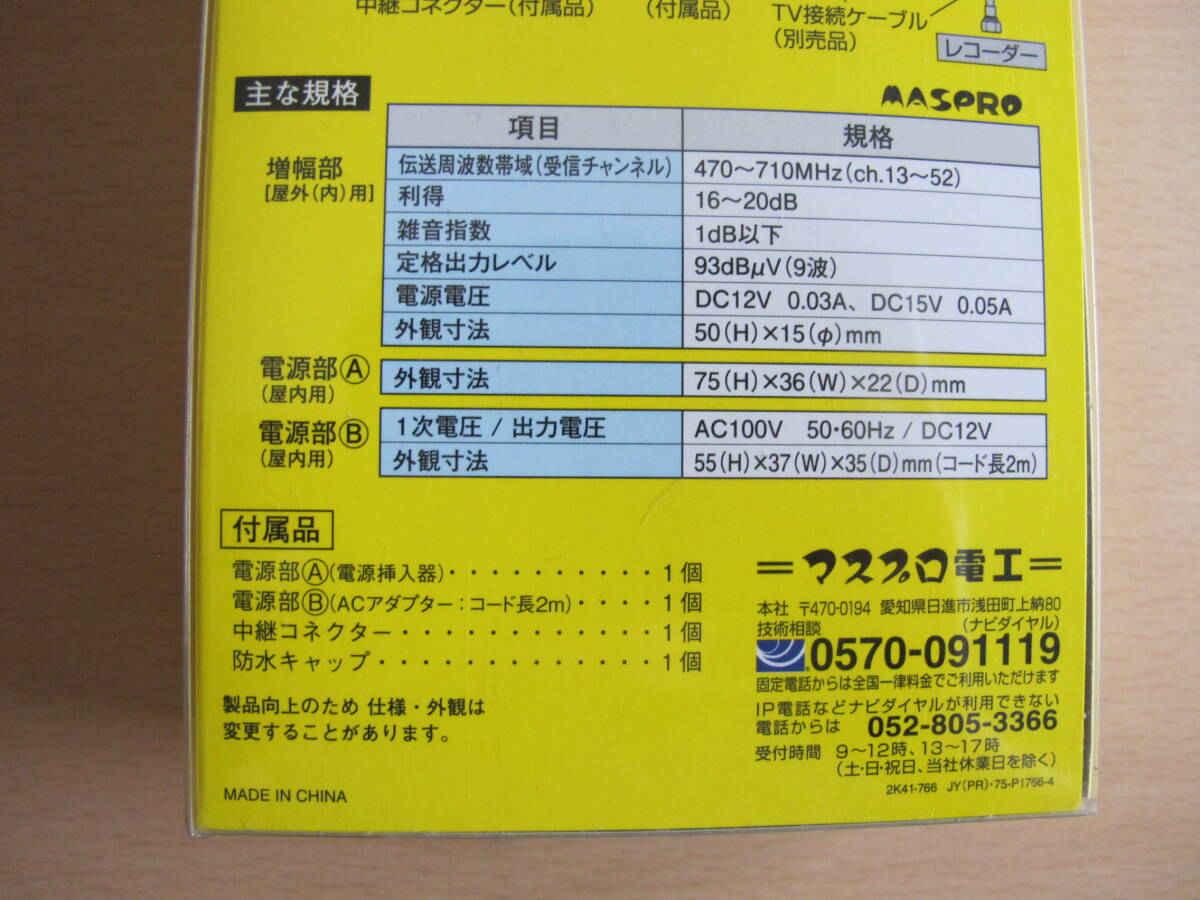 中継コネクター(付属品)
(付属品)
TV接続ケーブル
(別売品)
レコーダー
主な規格
MASPRO
項目 規格
増幅部
[屋外(内)用]
伝送周波数帯域(受信チャンネル) 470〜710MHz(ch.13〜52)
利得 16〜20dB
雑音指数 1dB以下
定格出力レベル 93dBμV(9波)
電源電圧 DC12V 0.03A、DC15V 0.05A
外観寸法 50(H)×15(φ)mm
電源部Ⓐ
(屋内用)
外観寸法 75(H)×36(W)×22(D)mm
電源部Ⓑ
(屋内用)
1次電圧 / 出力電圧 AC100V 50・60Hz / DC12V
外観寸法 55(H)×37(W)×35(D)mm(コード長2m)
付属品
電源部Ⓐ(電源挿入器)・・・・・・・・・・1個
電源部Ⓑ(ACアダプター:コード長2m)・・・・1個
中継コネクター・・・・・・・・・・・・・1個
防水キャップ・・・・・・・・・・・・・・1個
製品向上のため 仕様・外観は
変更することがあります。
MADE IN CHINA
=マスプロ電工=
本社 〒470-0194 愛知県日進市浅田町上納80
技術相談 (ナビダイヤル)
0570-091119
固定電話からは全国一律料金でご利用いただけます
IP電話などナビダイヤルが利用できない
電話からは 052-805-3366
受付時間 9〜12時、13〜17時
(土・日・祝日、当社休業日を除く)
2K41-766 JY(PR)・75-P1766-4